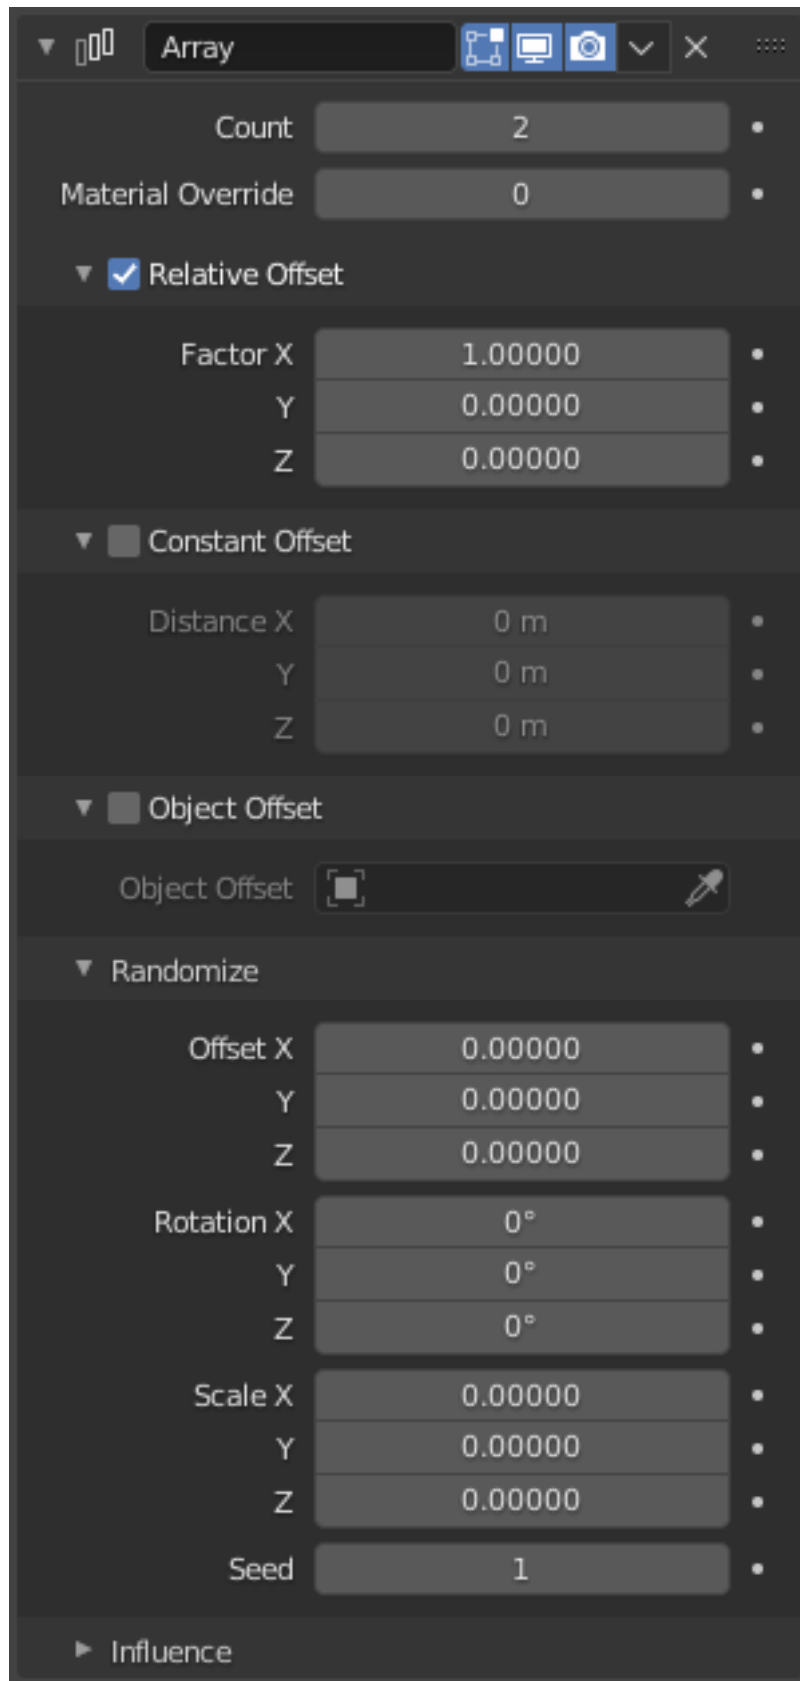 Array
Count 2
Material Override 0
Relative Offset
Factor X 1.00000
Y 0.00000
Z 0.00000
Constant Offset
Distance X 0 m
Y 0 m
Z 0 m
Object Offset
Object Offset
Randomize
Offset X 0.00000
Y 0.00000
Z 0.00000
Rotation X 0°
Y 0°
Z 0°
Scale X 0.00000
Y 0.00000
Z 0.00000
Seed 1
Influence